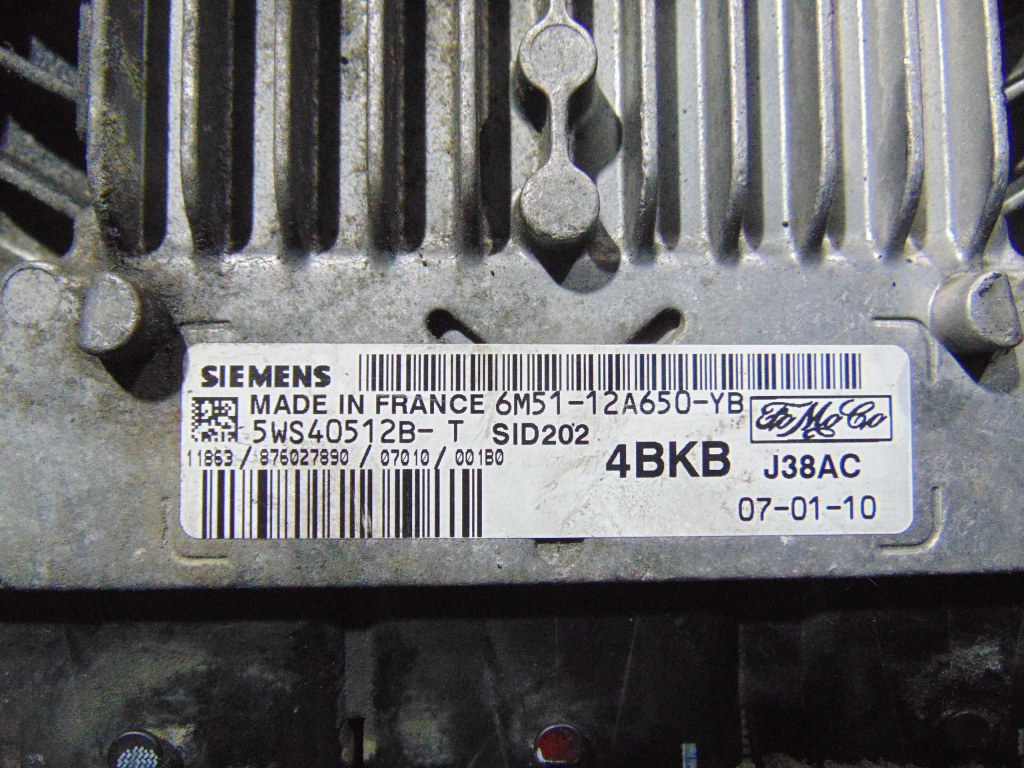 SIEMENS
MADE IN FRANCE 6M51-12A650-YB
FoMoCo
5WS40512B- T SID202
11863 / 876027890 / 07010 / 001B0
4BKB J38AC
07-01-10